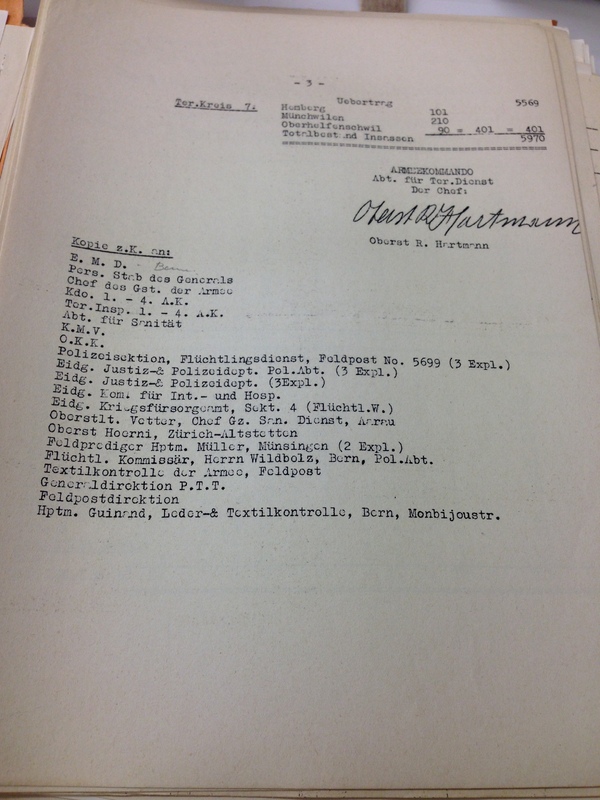 - 3 -
Uebertrag 5569
Ter.Kreis 7. Hemberg 101
Münchwilen 210
Oberhelfenschwil 90 = 401 = 401
Totalbestand Insassen 5970
ARMEEKOMMANDO
Abt. für Ter.Dienst
Der Chef:
Oberst R. Hartmann
Oberst R. Hartmann
Kopie z.K. an:
E. M. D. Bern
Pers. Stab des Generals
Chef des Gst. der Armee
Kdo. 1. - 4. A.K.
Ter.Insp. 1. - 4. A.K.
Abt. für Sanität
K.M.V.
O.K.K.
Polizeisektion, Flüchtlingsdienst, Feldpost No. 5699 (3 Expl.)
Eidg. Justiz-& Polizeidept. Pol.Abt. (3 Expl.)
Eidg. Justiz-& Polizeidept. (3Expl.)
Eidg. Kom. für Int.- und Hosp.
Eidg. Kriegsfürsorgeamt, Sekt. 4 (Flüchtl.W.)
Oberstlt. Vetter, Chef Gz. San. Dienst, Aarau
Oberst Hoerni, Zürich-Altstetten
Feldprediger Hptm. Müller, Münsingen (2 Expl.)
Flüchtl. Kommissär, Herrn Wildbolz, Bern, Pol.Abt.
Textilkontrolle der Armee, Feldpost
Generaldirektion P.T.T.
Feldpostdirektion
Hptm. Guinand, Leder-& Textilkontrolle, Bern, Monbijoustr.